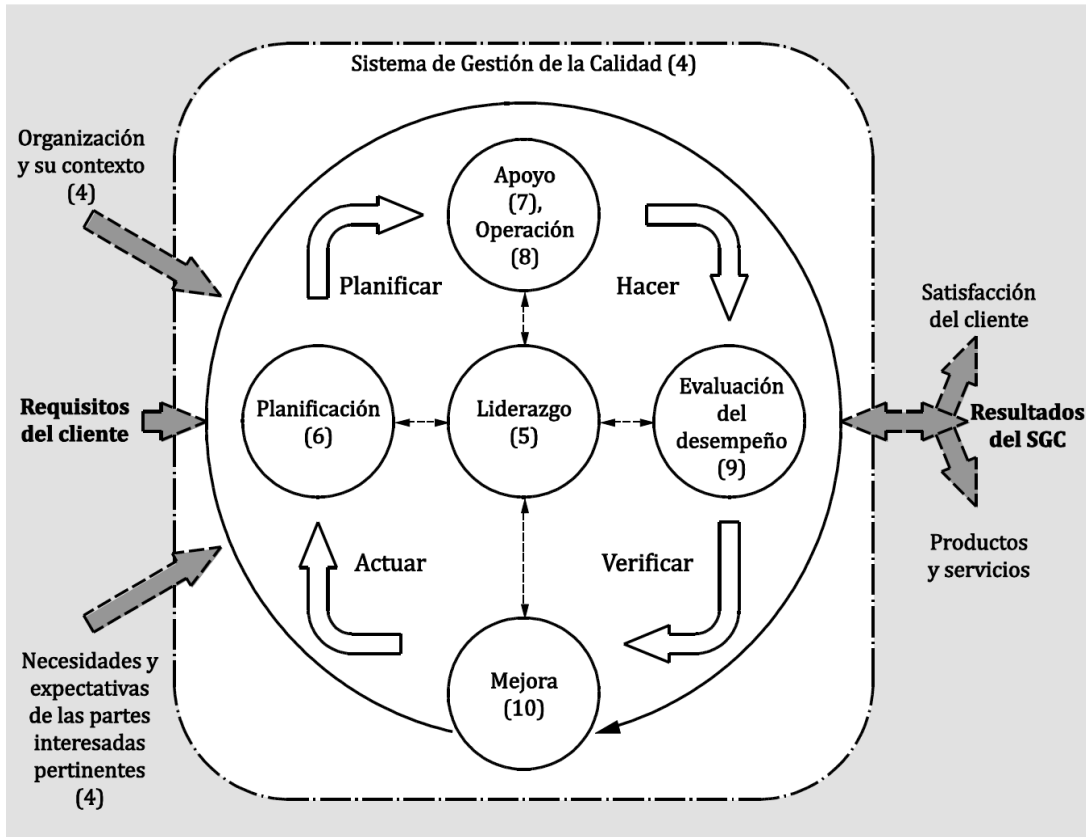 Sistema de Gestión de la Calidad (4)
Organización
y su contexto
(4)
Apoyo
(7),
Operación
(8)
Planificar
Hacer
Satisfacción
del cliente
Requisitos
del cliente
Planificación
(6)
Liderazgo
(5)
Evaluación
del
desempeño
(9)
Resultados
del SGC
Actuar
Verificar
Productos
y servicios
Necesidades y
expectativas
de las partes
interesadas
pertinentes
(4)
Mejora
(10)